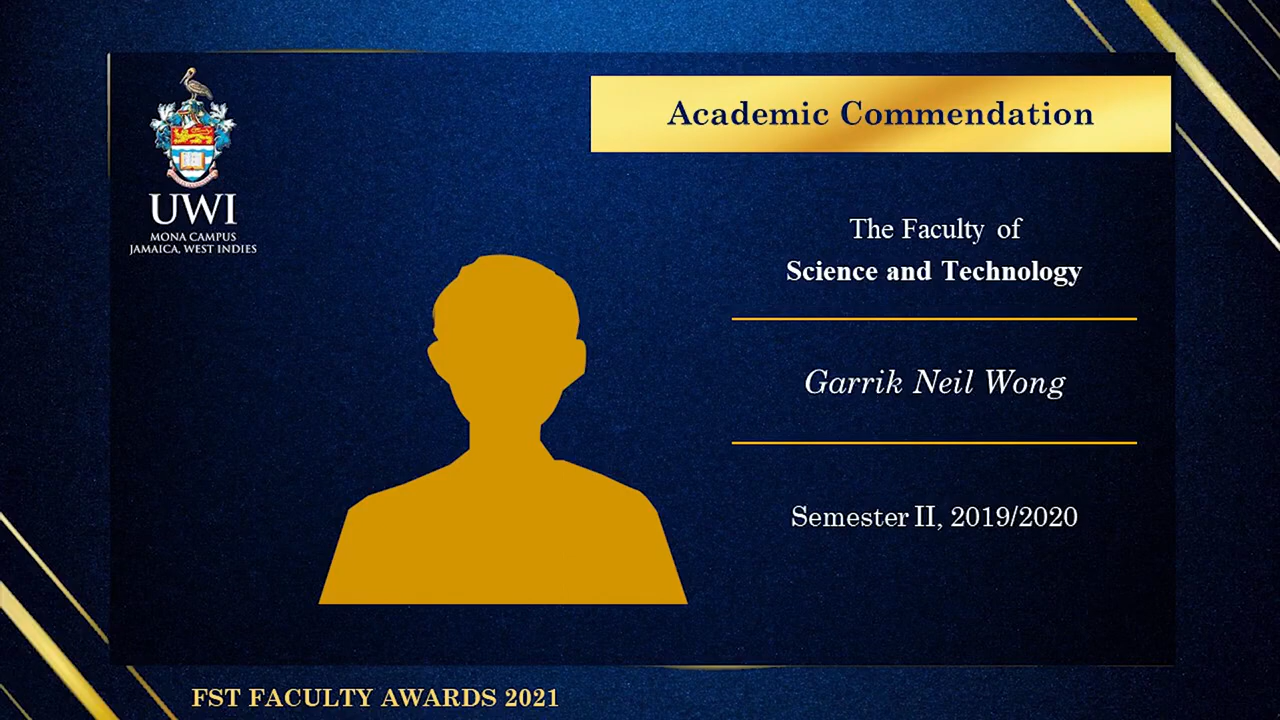 UWI
MONA CAMPUS
JAMAICA, WEST INDIES
Academic Commendation
The Faculty of
Science and Technology
Garrik Neil Wong
Semester II, 2019/2020
FST FACULTY AWARDS 2021